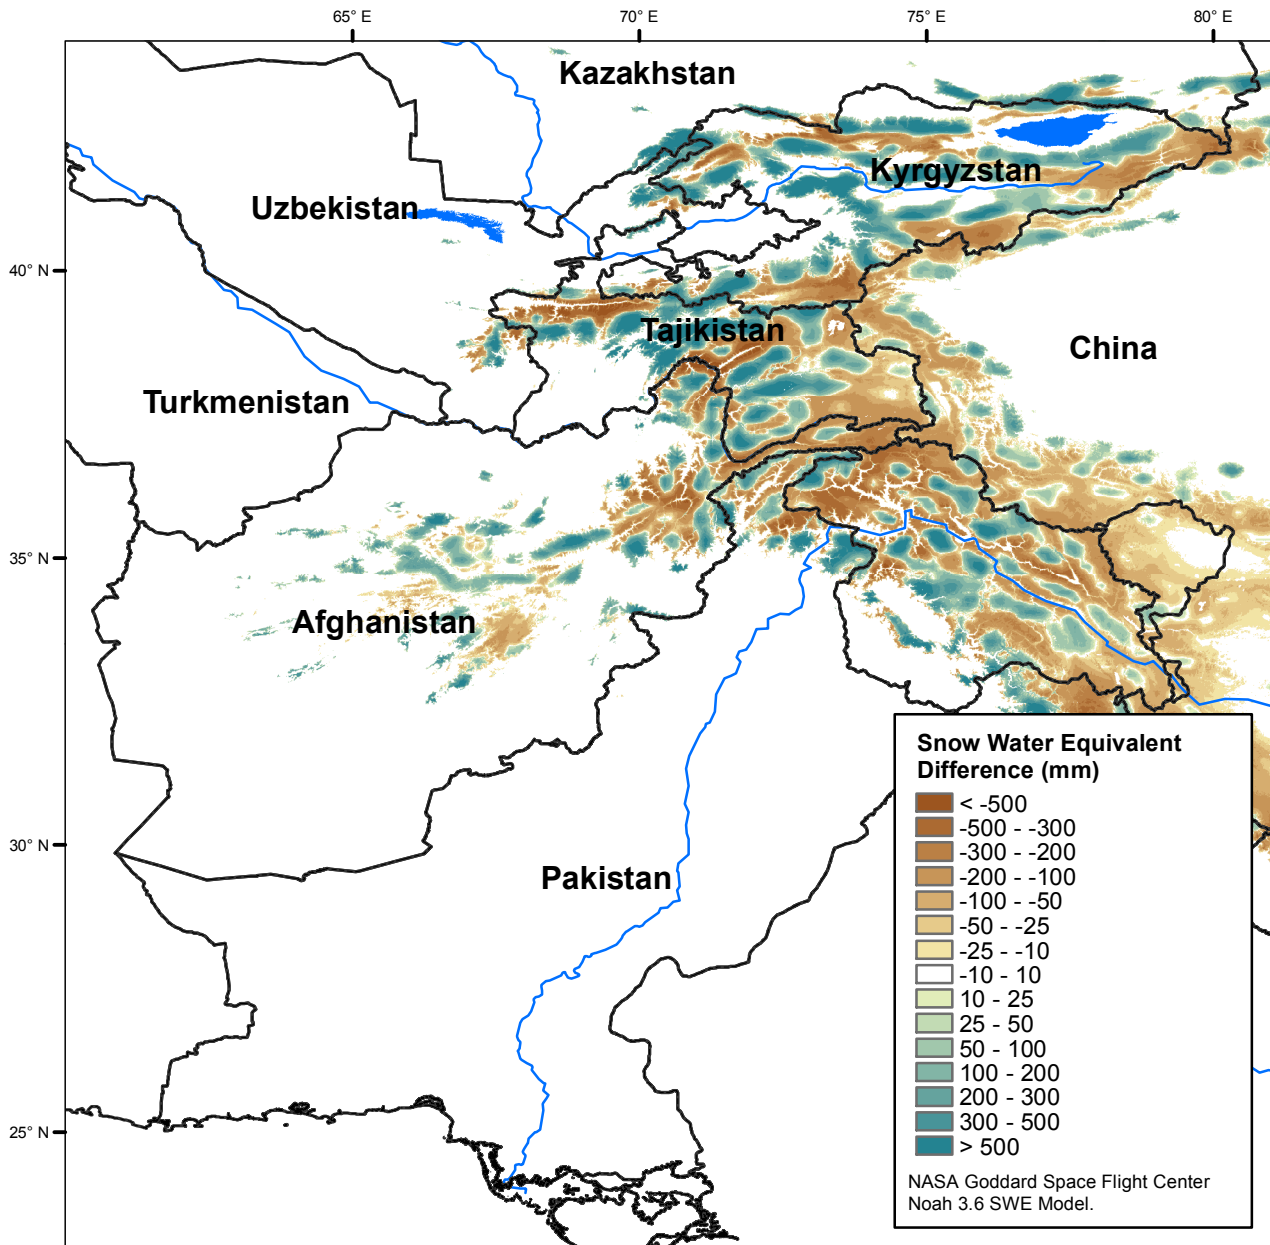 65° E
70° E
75° E
80° E
Kazakhstan
Kyrgyzstan
Uzbekistan
40° N
Tajikistan
China
Turkmenistan
35° N
Afghanistan
30° N
Pakistan
25° N
Snow Water Equivalent
Difference (mm)
< -500
-500 - -300
-300 - -200
-200 - -100
-100 - -50
-50 - -25
-25 - -10
-10 - 10
10 - 25
25 - 50
50 - 100
100 - 200
200 - 300
300 - 500
> 500
NASA Goddard Space Flight Center
Noah 3.6 SWE Model.